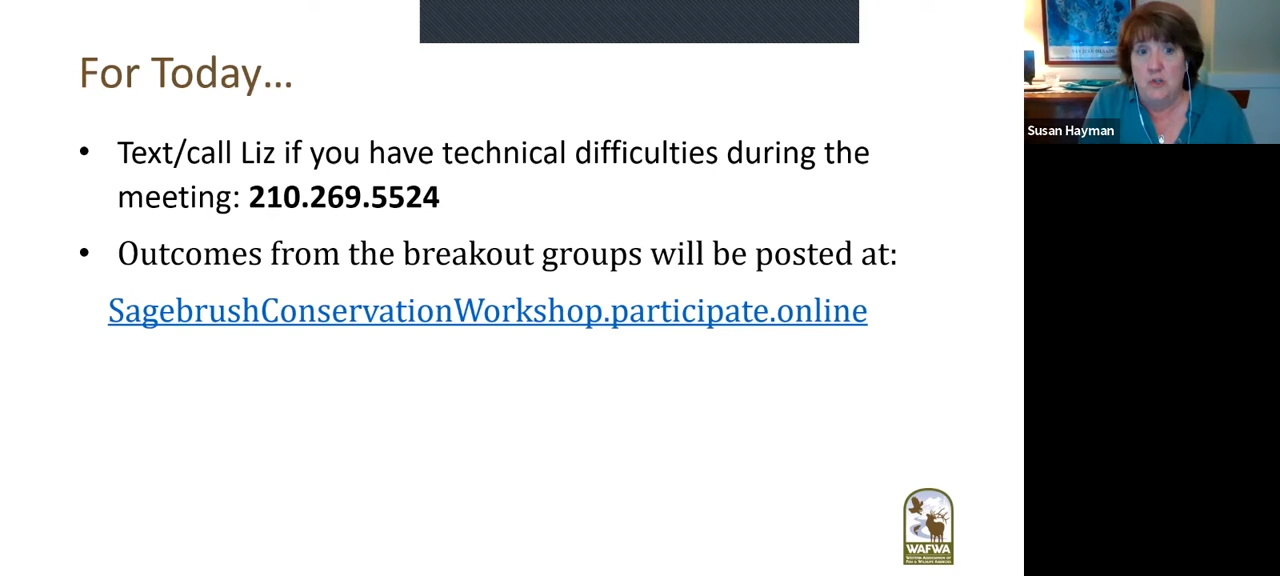 For Today...
• Text/call Liz if you have technical difficulties during the
meeting: 210.269.5524
• Outcomes from the breakout groups will be posted at:
SagebrushConservationWorkshop.participate.online
Susan Hayman
WAFWA